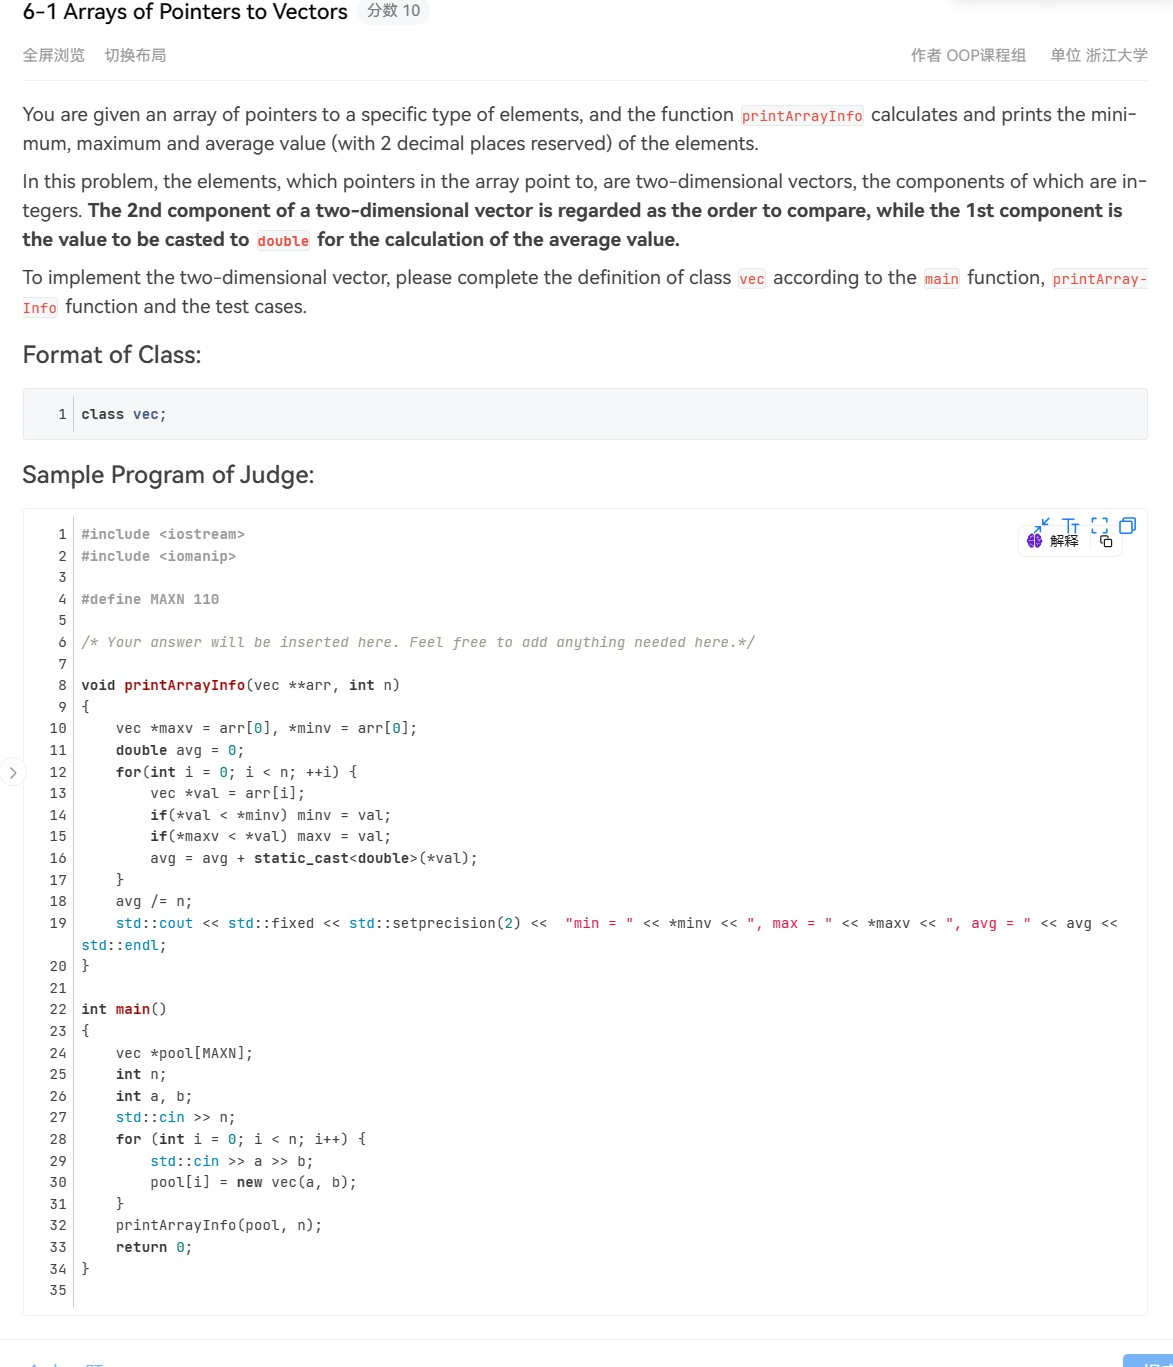 6-1 Arrays of Pointers to Vectors 分数 10
全屏浏览 切换布局 作者 OOP课程组 单位 浙江大学
You are given an array of pointers to a specific type of elements, and the function printArrayInfo calculates and prints the mini-
mum, maximum and average value (with 2 decimal places reserved) of the elements.
In this problem, the elements, which pointers in the array point to, are two-dimensional vectors, the components of which are in-
tegers. The 2nd component of a two-dimensional vector is regarded as the order to compare, while the 1st component is
the value to be casted to double for the calculation of the average value.
To implement the two-dimensional vector, please complete the definition of class vec according to the main function, printArray-
Info function and the test cases.
Format of Class:
1 class vec;
Sample Program of Judge:
解释
1 #include <iostream>
2 #include <iomanip>
3
4 #define MAXN 110
5
6 /* Your answer will be inserted here. Feel free to add anything needed here.*/
7
8 void printArrayInfo(vec **arr, int n)
9 {
10     vec *maxv = arr[0], *minv = arr[0];
11     double avg = 0;
12     for(int i = 0; i < n; ++i) {
13         vec *val = arr[i];
14         if(*val < *minv) minv = val;
15         if(*maxv < *val) maxv = val;
16         avg = avg + static_cast<double>(*val);
17     }
18     avg /= n;
19     std::cout << std::fixed << std::setprecision(2) <<  "min = " << *minv << ", max = " << *maxv << ", avg = " << avg <<
std::endl;
20 }
21
22 int main()
23 {
24     vec *pool[MAXN];
25     int n;
26     int a, b;
27     std::cin >> n;
28     for (int i = 0; i < n; i++) {
29         std::cin >> a >> b;
30         pool[i] = new vec(a, b);
31     }
32     printArrayInfo(pool, n);
33     return 0;
34 }
35